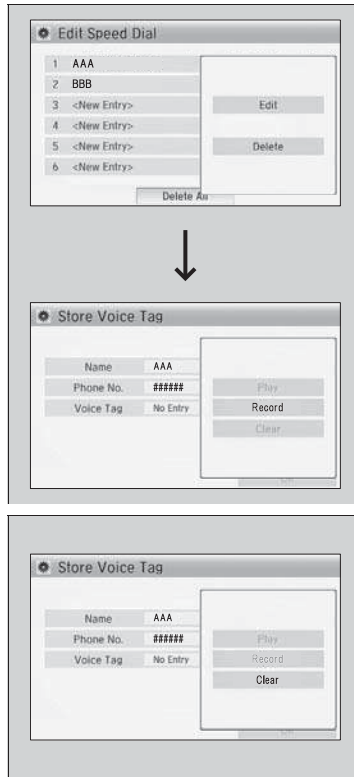 Edit Speed Dial
1 AAA
2 BBB
3 <New Entry>
4 <New Entry>
5 <New Entry>
6 <New Entry>
Edit
Delete
Delete All
Store Voice Tag
Name AAA
Phone No. ######
Voice Tag No Entry
Play
Record
Clear
OK
Store Voice Tag
Name AAA
Phone No. ######
Voice Tag No Entry
Play
Record
Clear
OK